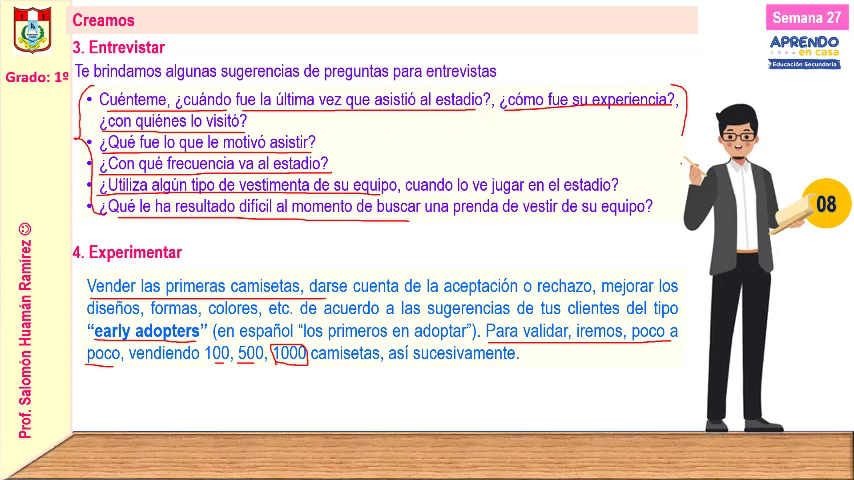 Creamos
Semana 27
APRENDO
en casa
Educación Secundaria
Grado: 1º
3. Entrevistar
Te brindamos algunas sugerencias de preguntas para entrevistas
• Cuénteme, ¿cuándo fue la última vez que asistió al estadio?, ¿cómo fue su experiencia?,
¿con quiénes lo visitó?
• ¿Qué fue lo que le motivó asistir?
• ¿Con qué frecuencia va al estadio?
• ¿Utiliza algún tipo de vestimenta de su equipo, cuando lo ve jugar en el estadio?
• ¿Qué le ha resultado difícil al momento de buscar una prenda de vestir de su equipo?
08
4. Experimentar
Vender las primeras camisetas, darse cuenta de la aceptación o rechazo, mejorar los
diseños, formas, colores, etc. de acuerdo a las sugerencias de tus clientes del tipo
“early adopters” (en español “los primeros en adoptar”). Para validar, iremos, poco a
poco, vendiendo 100, 500, 1000 camisetas, así sucesivamente.
Prof. Salomón Huamán Ramírez ☺